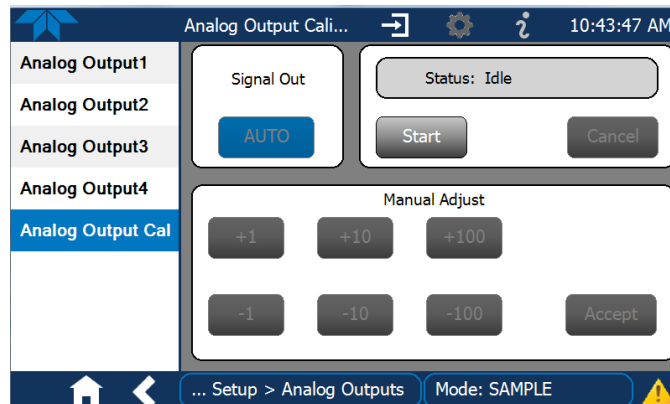 Analog Output Cali... 10:43:47 AM
Analog Output1
Analog Output2
Analog Output3
Analog Output4
Analog Output Cal
Signal Out
AUTO
Status: Idle
Start Cancel
Manual Adjust
+1 +10 +100
-1 -10 -100 Accept
... Setup > Analog Outputs Mode: SAMPLE